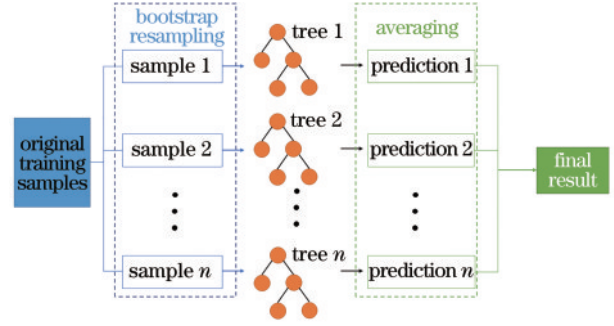 bootstrap
resampling
tree 1
averaging
sample 1
prediction 1
tree 2
original
training
samples
sample 2
prediction 2
final
result
tree n
sample n
prediction n